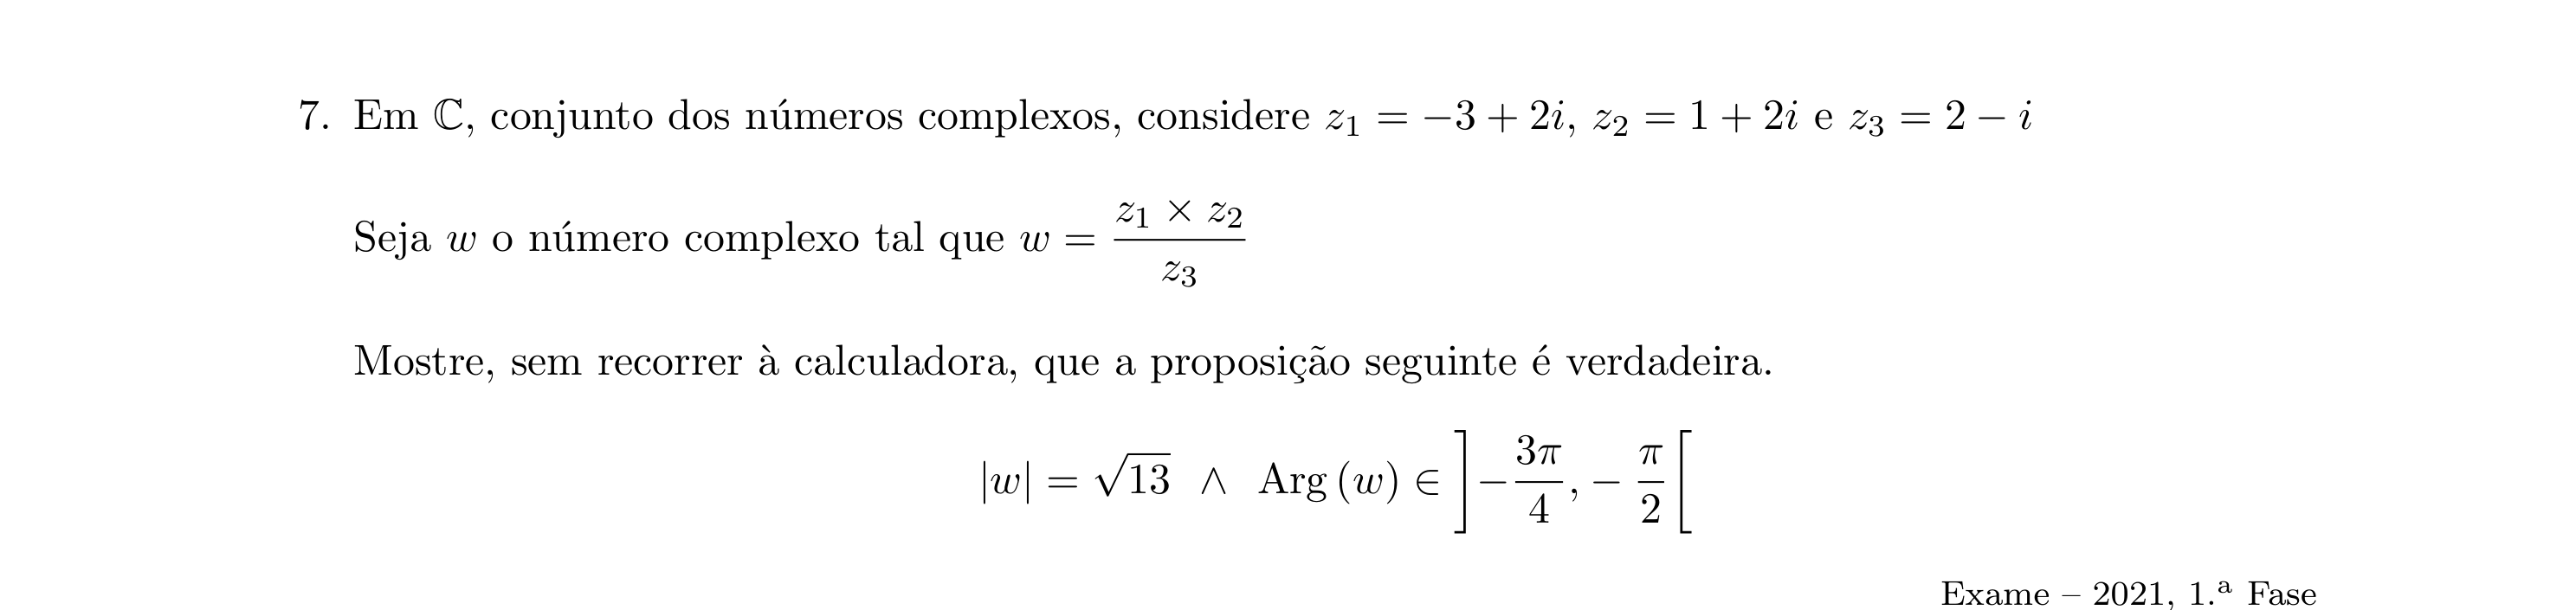 7. Em ℂ, conjunto dos números complexos, considere z₁ = −3 + 2i, z₂ = 1 + 2i e z₃ = 2 − i
Seja w o número complexo tal que w = (z₁ × z₂)/z₃
Mostre, sem recorrer à calculadora, que a proposição seguinte é verdadeira.
|w| = √13 ∧ Arg (w) ∈ ]−3π/4, −π/2[
Exame – 2021, 1.ª Fase